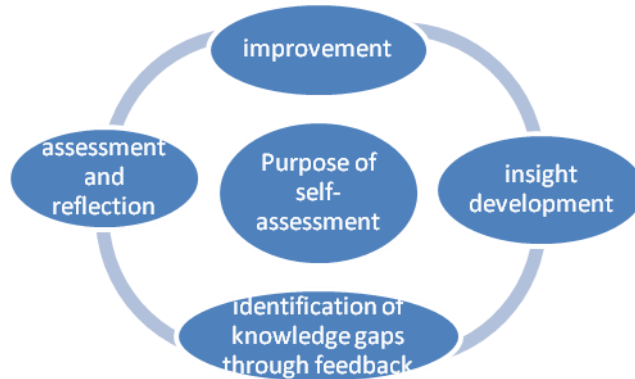 improvement
assessment
and
reflection
Purpose of
self-
assessment
insight
development
identification of
knowledge gaps
through feedback